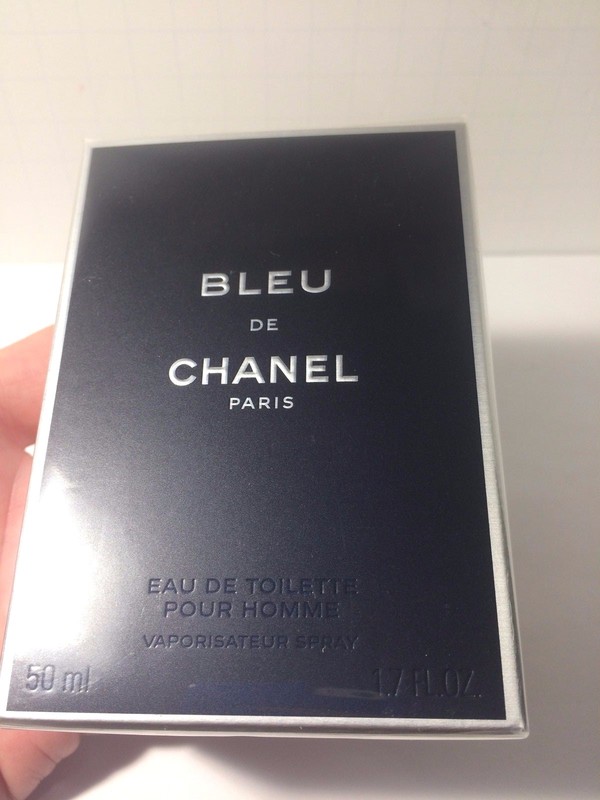 BLEU
DE
CHANEL
PARIS
EAU DE TOILETTE
POUR HOMME
VAPORISATEUR SPRAY
50 ml 1.7 FL.OZ.